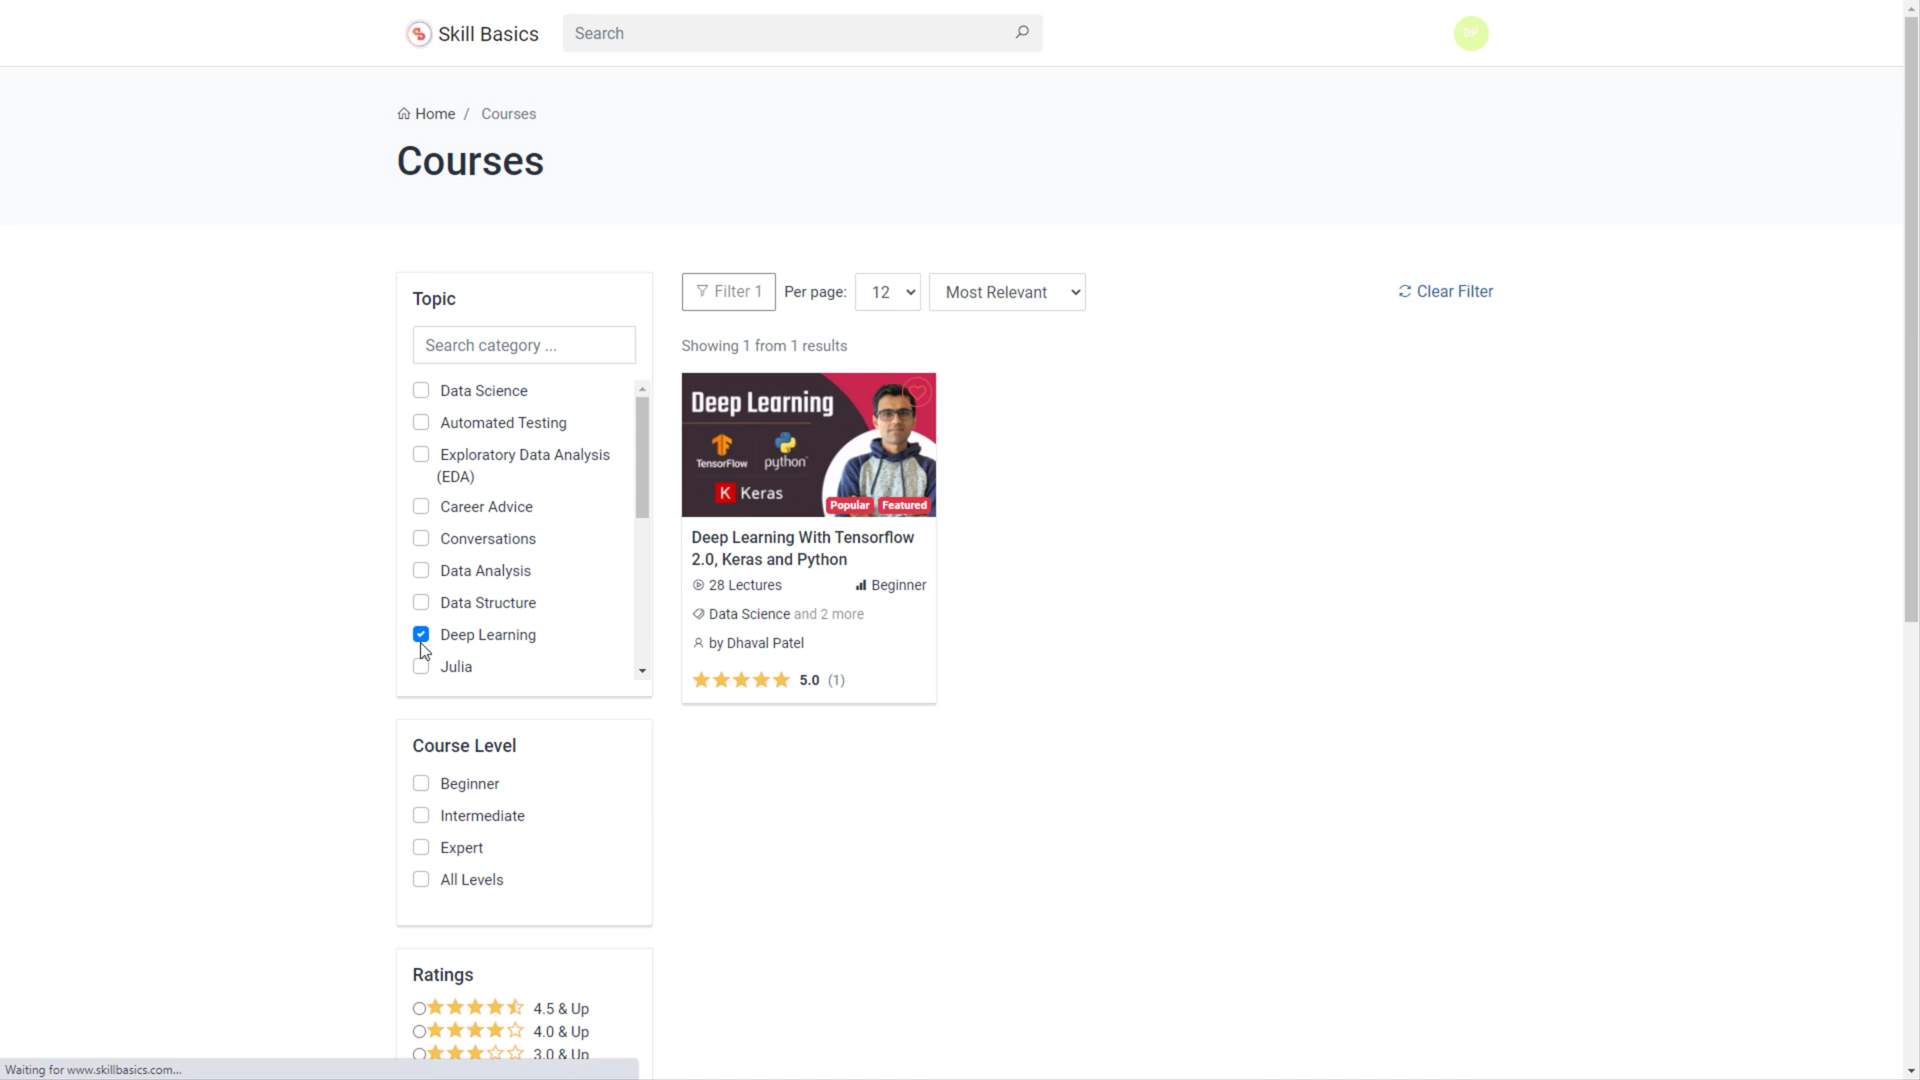 Skill Basics
Search
DP
Home / Courses
Courses
Topic
Search category ...
Data Science
Automated Testing
Exploratory Data Analysis
(EDA)
Career Advice
Conversations
Data Analysis
Data Structure
Deep Learning
Julia
Course Level
Beginner
Intermediate
Expert
All Levels
Ratings
4.5 & Up
4.0 & Up
3.0 & Up
Filter 1 Per page: 12 Most Relevant Clear Filter
Showing 1 from 1 results
Deep Learning
TensorFlow python
K Keras
Popular Featured
Deep Learning With Tensorflow
2.0, Keras and Python
28 Lectures Beginner
Data Science and 2 more
by Dhaval Patel
5.0 (1)
Waiting for www.skillbasics.com...